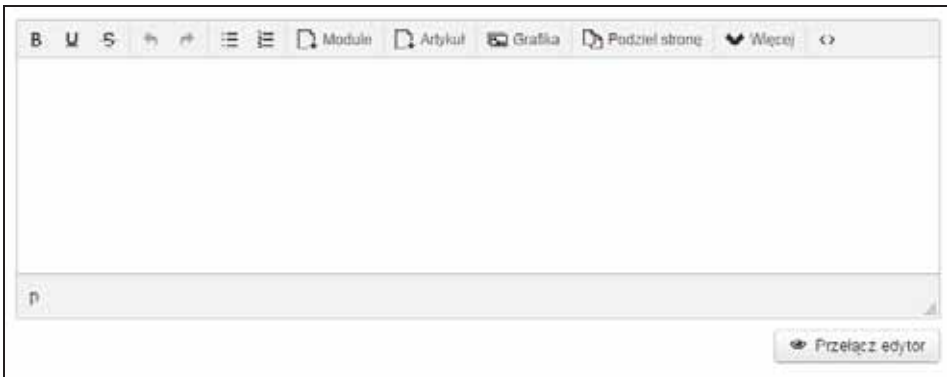 B U S Module Artykuł Grafika Podziel stronę Więcej <>
p
Przełącz edytor